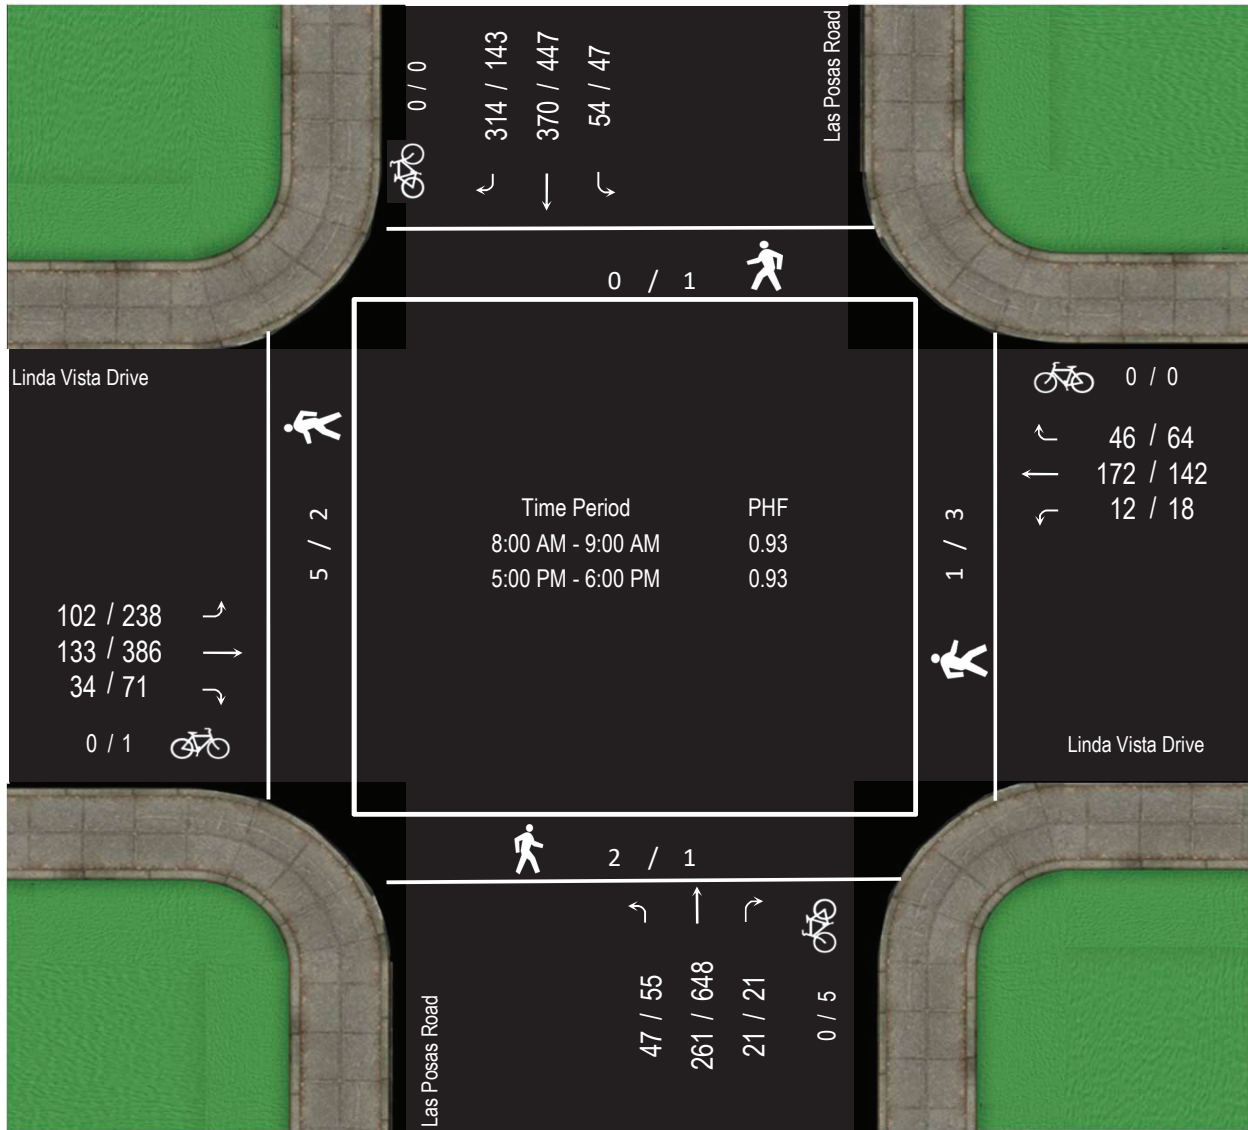 Las Posas Road
0 / 0
314 / 143
370 / 447
54 / 47
0 / 1
Linda Vista Drive
0 / 0
46 / 64
172 / 142
12 / 18
5 / 2
Time Period PHF
8:00 AM - 9:00 AM 0.93
5:00 PM - 6:00 PM 0.93
1 / 3
102 / 238
133 / 386
34 / 71
0 / 1
Linda Vista Drive
2 / 1
47 / 55
261 / 648
21 / 21
0 / 5
Las Posas Road